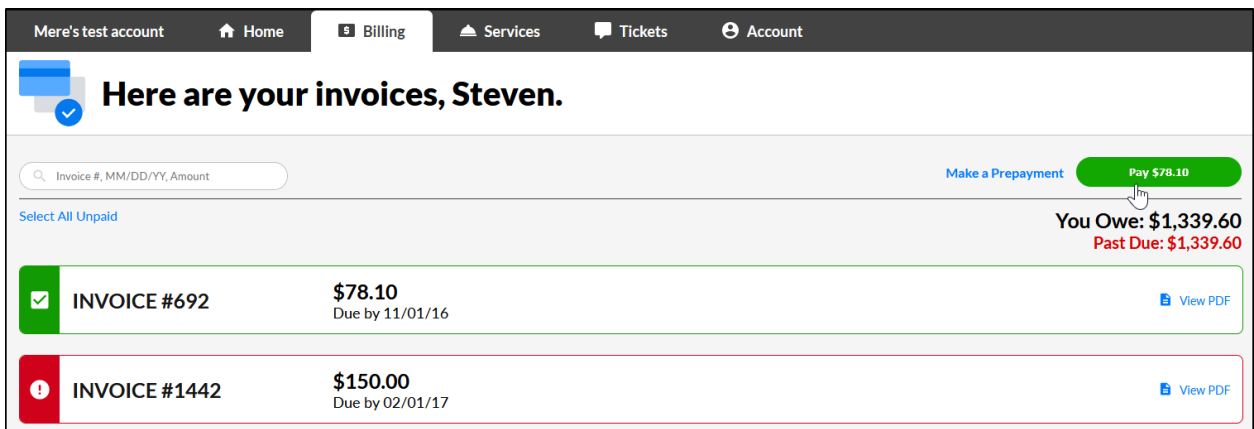 Mere's test account Home $ Billing Services Tickets Account
Here are your invoices, Steven.
Invoice #, MM/DD/YY, Amount Make a Prepayment Pay $78.10
Select All Unpaid You Owe: $1,339.60
Past Due: $1,339.60
INVOICE #692 $78.10 View PDF
Due by 11/01/16
INVOICE #1442 $150.00 View PDF
Due by 02/01/17